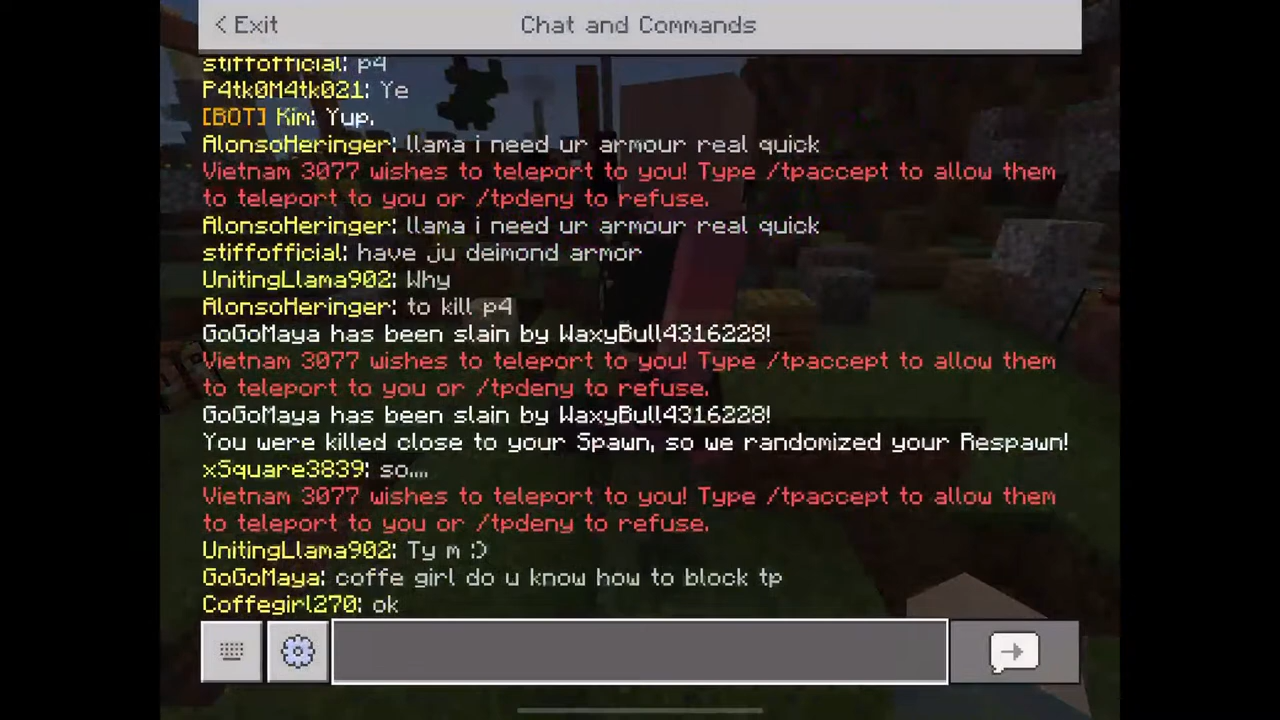 < Exit
Chat and Commands
stiffofficial: p4
P4tk0M4tk021: Ye
[BOT] Kim: Yup.
AlonsoHeringer: llama i need ur armour real quick
Vietnam 3077 wishes to teleport to you! Type /tpaccept to allow them
to teleport to you or /tpdeny to refuse.
AlonsoHeringer: llama i need ur armour real quick
stiffofficial: have ju deimond armor
UnitingLlama902: Why
AlonsoHeringer: to kill p4
GoGoMaya has been slain by WaxyBull4316228!
Vietnam 3077 wishes to teleport to you! Type /tpaccept to allow them
to teleport to you or /tpdeny to refuse.
GoGoMaya has been slain by WaxyBull4316228!
You were killed close to your Spawn, so we randomized your Respawn!
xSquare3839: so....
Vietnam 3077 wishes to teleport to you! Type /tpaccept to allow them
to teleport to you or /tpdeny to refuse.
UnitingLlama902: Ty m :)
GoGoMaya: coffe girl do u know how to block tp
Coffegirl270: ok